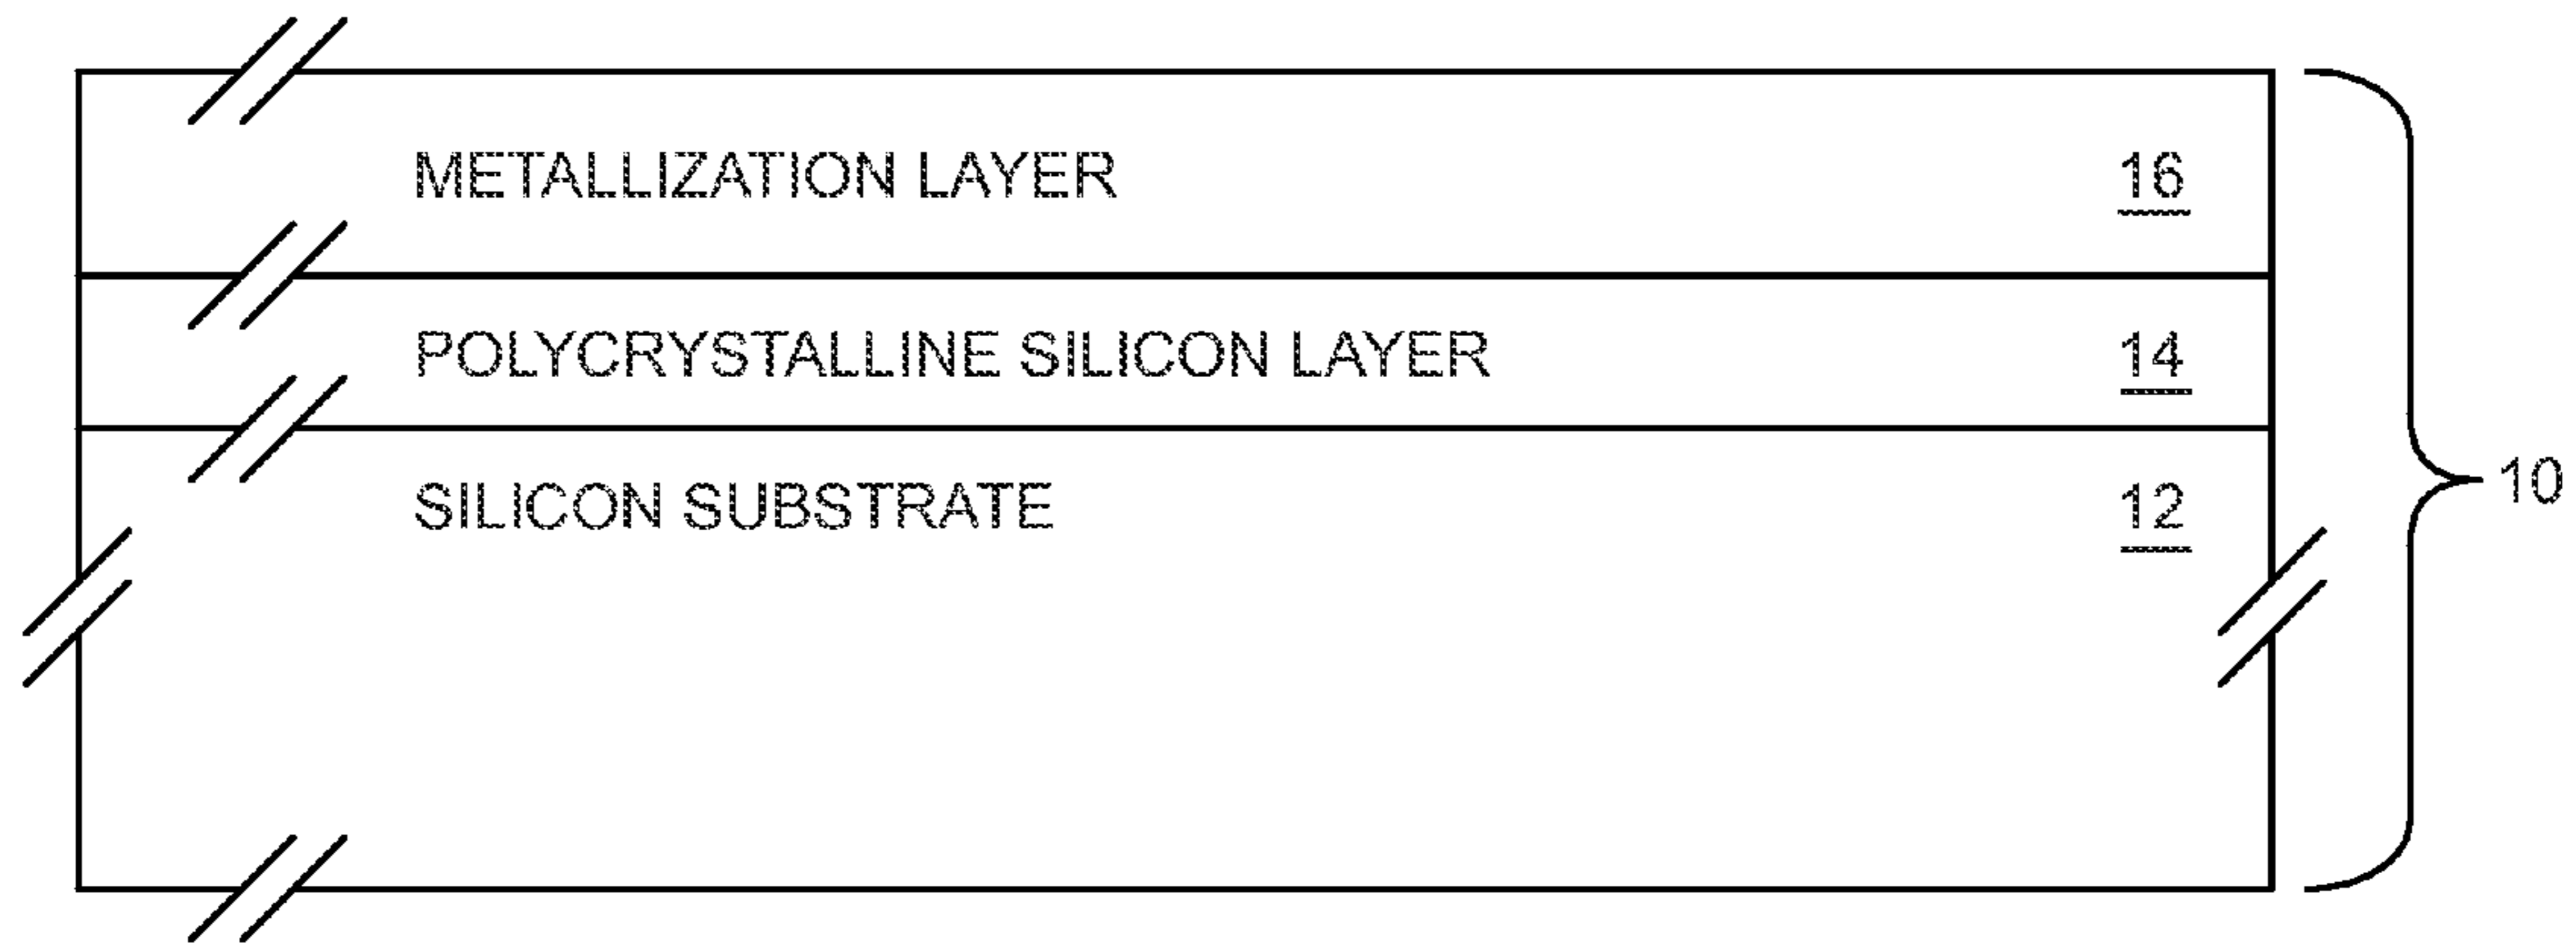 METALLIZATION LAYER 16
POLYCRYSTALLINE SILICON LAYER 14
SILICON SUBSTRATE 12
10